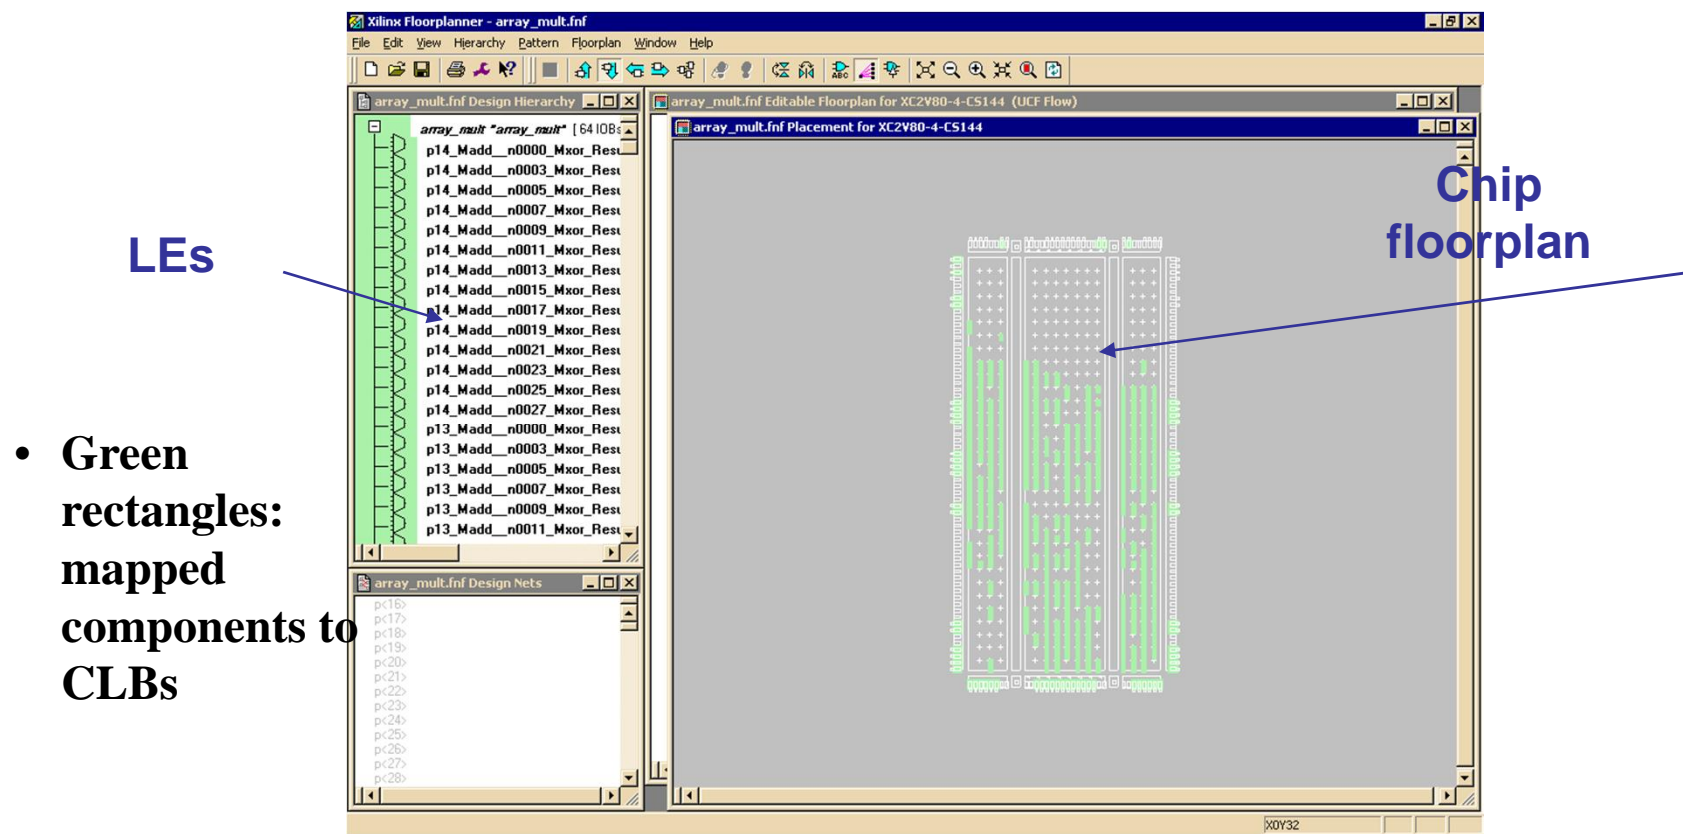 Xilinx Floorplanner - array_mult.fnf
File Edit View Hierarchy Pattern Floorplan Window Help
ABC
array_mult.fnf Design Hierarchy
array_mult "array_mult" [ 64 IOBs
p14_Madd__n0000_Mxor_Resu
p14_Madd__n0003_Mxor_Resu
p14_Madd__n0005_Mxor_Resu
p14_Madd__n0007_Mxor_Resu
p14_Madd__n0009_Mxor_Resu
p14_Madd__n0011_Mxor_Resu
p14_Madd__n0013_Mxor_Resu
p14_Madd__n0015_Mxor_Resu
p14_Madd__n0017_Mxor_Resu
p14_Madd__n0019_Mxor_Resu
p14_Madd__n0021_Mxor_Resu
p14_Madd__n0023_Mxor_Resu
p14_Madd__n0025_Mxor_Resu
p14_Madd__n0027_Mxor_Resu
p13_Madd__n0000_Mxor_Resu
p13_Madd__n0003_Mxor_Resu
p13_Madd__n0005_Mxor_Resu
p13_Madd__n0007_Mxor_Resu
p13_Madd__n0009_Mxor_Resu
p13_Madd__n0011_Mxor_Resu
array_mult.fnf Design Nets
p<16>
p<17>
p<18>
p<19>
p<20>
p<21>
p<22>
p<23>
p<24>
p<25>
p<26>
p<27>
p<28>
array_mult.fnf Editable Floorplan for XC2V80-4-CS144 (UCF Flow)
array_mult.fnf Placement for XC2V80-4-CS144
X0Y32
LEs
Chip
floorplan
• Green
rectangles:
mapped
components to
CLBs